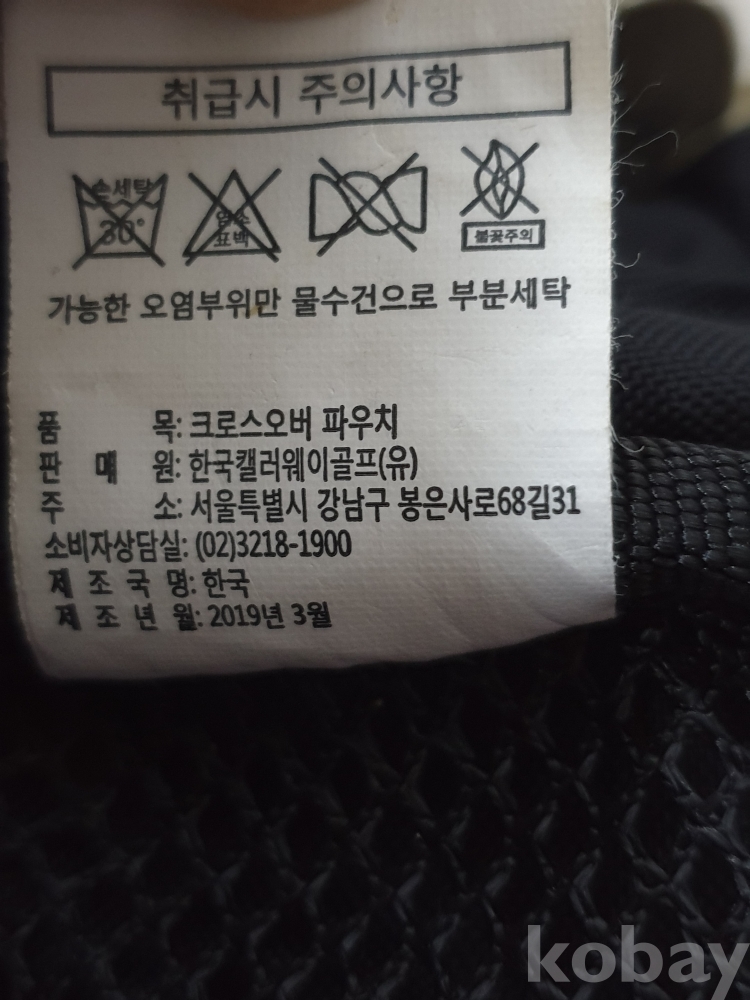 취급시 주의사항
손세탁
30°
염소
표백
불꽃주의
가능한 오염부위만 물수건으로 부분세탁
품 목: 크로스오버 파우치
판 매 원: 한국캘러웨이골프(유)
주 소: 서울특별시 강남구 봉은사로68길31
소비자상담실: (02)3218-1900
제 조 국 명: 한국
제 조 년 월: 2019년 3월
kobay